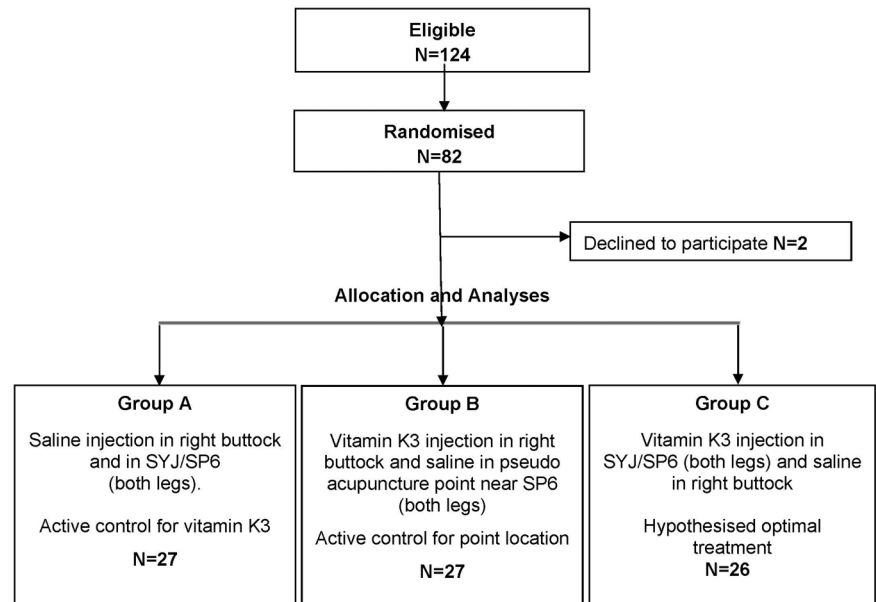 Eligible
N=124
Randomised
N=82
Declined to participate N=2
Allocation and Analyses
Group A
Saline injection in right buttock
and in SYJ/SP6
(both legs).
Active control for vitamin K3
N=27
Group B
Vitamin K3 injection in right
buttock and saline in pseudo
acupuncture point near SP6
(both legs)
Active control for point location
N=27
Group C
Vitamin K3 injection in
SYJ/SP6 (both legs) and saline
in right buttock
Hypothesised optimal
treatment
N=26